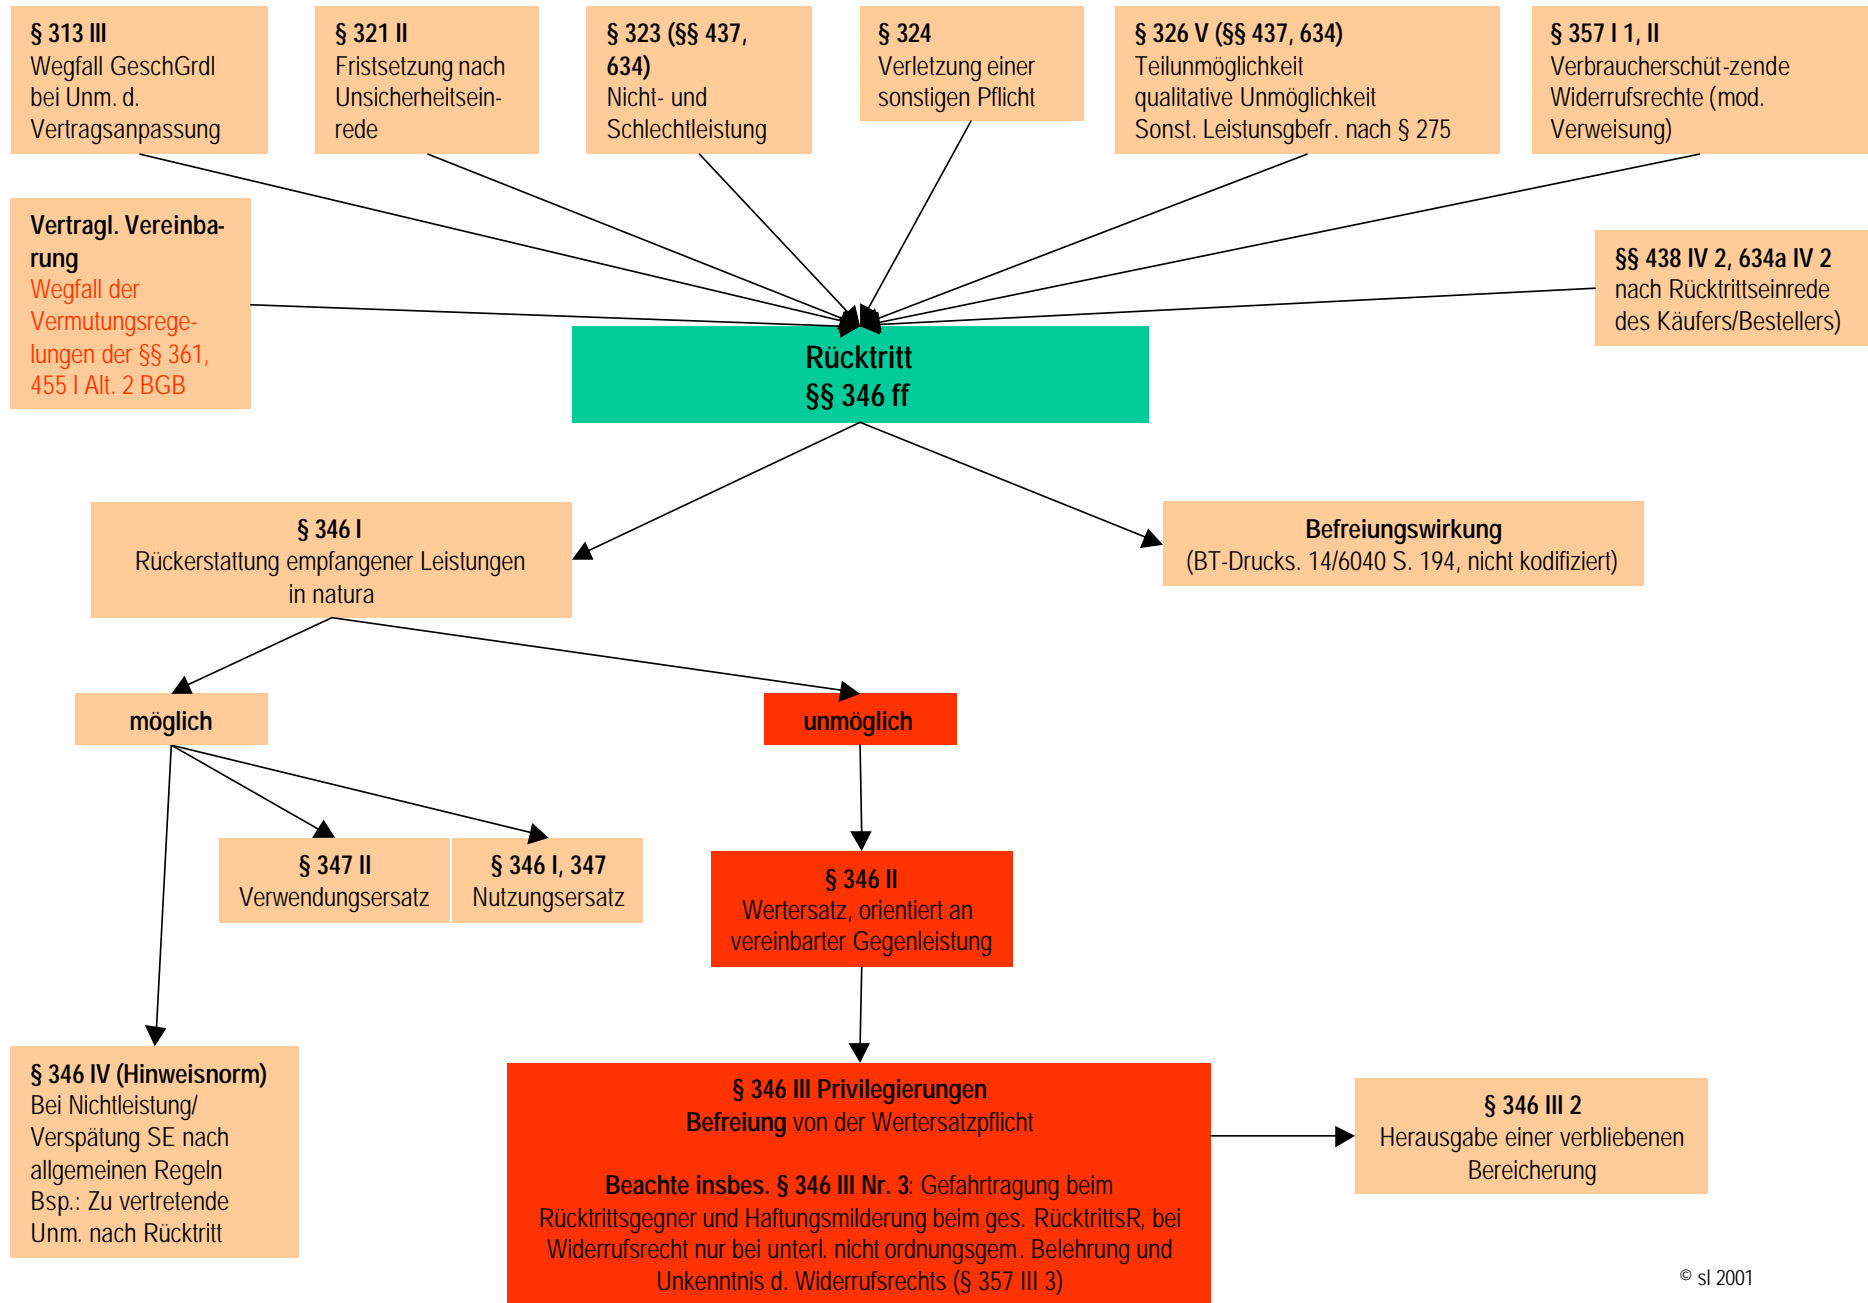 § 313 III
Wegfall GeschGrdl
bei Unm. d.
Vertragsanpassung
§ 321 II
Fristsetzung nach
Unsicherheitsein-
rede
§ 323 (§§ 437,
634)
Nicht- und
Schlechtleistung
§ 324
Verletzung einer
sonstigen Pflicht
§ 326 V (§§ 437, 634)
Teilunmöglichkeit
qualitative Unmöglichkeit
Sonst. Leistunsgbefr. nach § 275
§ 357 I 1, II
Verbraucherschüt-zende
Widerrufsrechte (mod.
Verweisung)
Vertragl. Vereinba-
rung
Wegfall der
Vermutungsrege-
lungen der §§ 361,
455 I Alt. 2 BGB
§§ 438 IV 2, 634a IV 2
nach Rücktrittseinrede
des Käufers/Bestellers)
Rücktritt
§§ 346 ff
§ 346 I
Rückerstattung empfangener Leistungen
in natura
Befreiungswirkung
(BT-Drucks. 14/6040 S. 194, nicht kodifiziert)
möglich
unmöglich
§ 347 II
Verwendungsersatz
§ 346 I, 347
Nutzungsersatz
§ 346 II
Wertersatz, orientiert an
vereinbarter Gegenleistung
§ 346 IV (Hinweisnorm)
Bei Nichtleistung/
Verspätung SE nach
allgemeinen Regeln
Bsp.: Zu vertretende
Unm. nach Rücktritt
§ 346 III Privilegierungen
Befreiung von der Wertersatzpflicht
Beachte insbes. § 346 III Nr. 3: Gefahrtragung beim
Rücktrittsgegner und Haftungsmilderung beim ges. RücktrittsR, bei
Widerrufsrecht nur bei unterl. nicht ordnungsgem. Belehrung und
Unkenntnis d. Widerrufsrechts (§ 357 III 3)
§ 346 III 2
Herausgabe einer verbliebenen
Bereicherung
© sl 2001